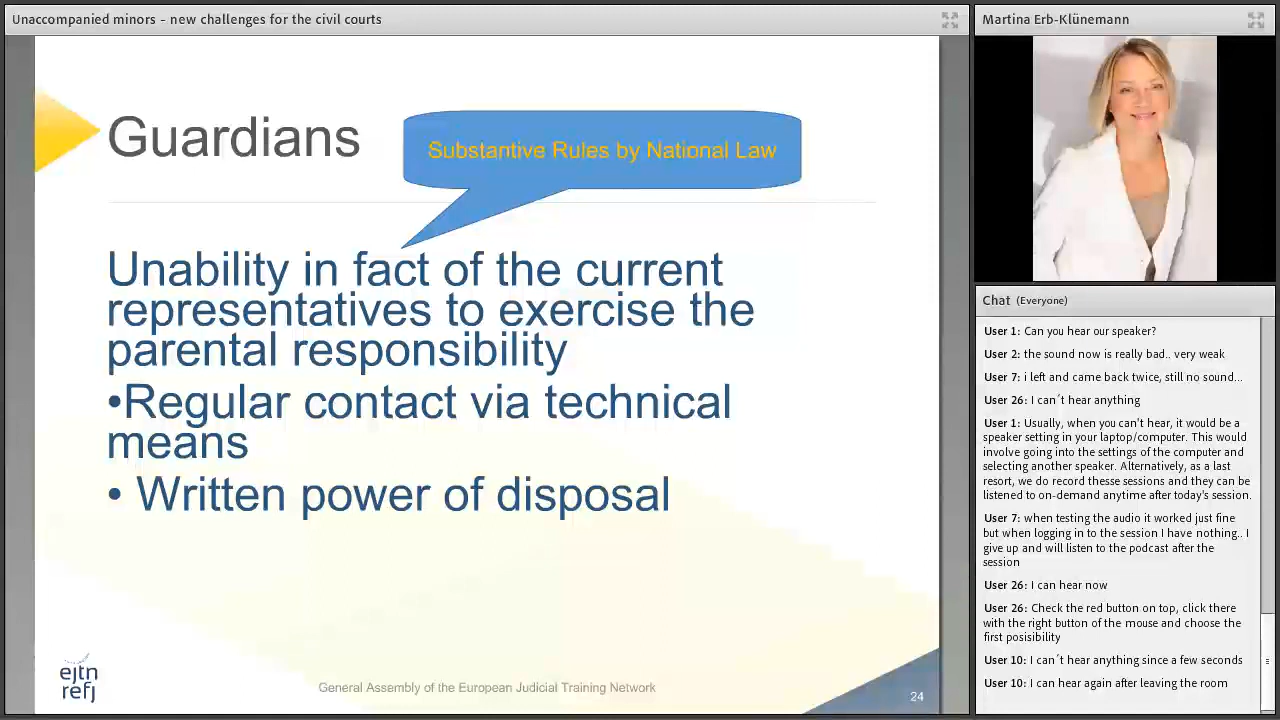 Unaccompanied minors – new challenges for the civil courts
Guardians
Substantive Rules by National Law
Unability in fact of the current
representatives to exercise the
parental responsibility
•Regular contact via technical
means
• Written power of disposal
ejtn
refj
General Assembly of the European Judicial Training Network
24
Martina Erb-Klünemann
Chat (Everyone)
User 1: Can you hear our speaker?
User 2: the sound now is really bad.. very weak
User 7: i left and came back twice, still no sound...
User 26: I can´t hear anything
User 1: Usually, when you can't hear, it would be a
speaker setting in your laptop/computer. This would
involve going into the settings of the computer and
selecting another speaker. Alternatively, as a last
resort, we do record thesse sessions and they can be
listened to on-demand anytime after today's session.
User 7: when testing the audio it worked just fine
but when logging in to the session I have nothing.. I
give up and will listen to the podcast after the
session
User 26: I can hear now
User 26: Check the red button on top, click there
with the right button of the mouse and choose the
first posisibility
User 10: I can´t hear anything since a few seconds
User 10: I can hear again after leaving the room